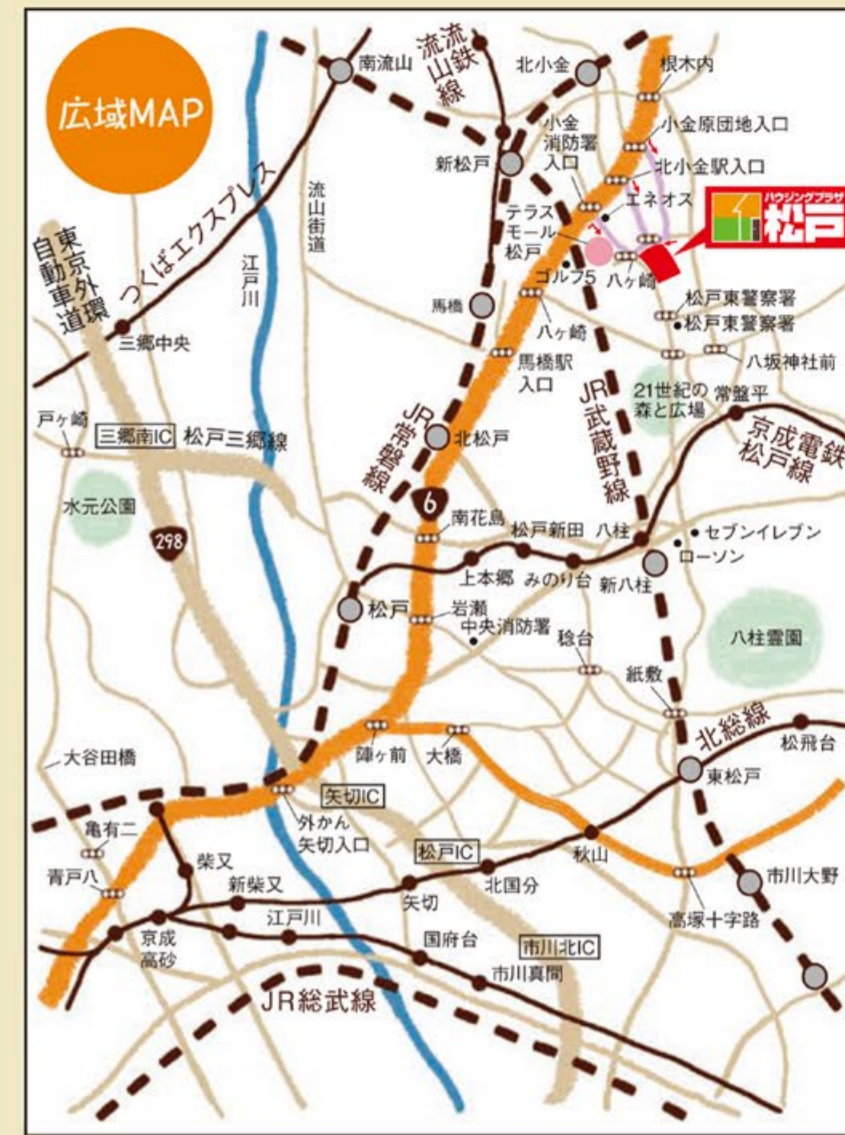 広域MAP
南流山
流山鉄
流線
北小金
根木内
小金
消防署
入口
小金原団地入口
北小金駅入口
新松戸
エネオス
テラス
モール
松戸
ハウジングプラザ
松戸
流山街道
つくばエクスプレス
江戸川
東京外環
自動車道
ゴルフ5
八ヶ崎
馬橋
八ヶ崎
松戸東警察署
松戸東警察署
三郷中央
馬橋駅
入口
八坂神社前
21世紀の
森と広場
常盤平
JR武蔵野線
京成電鉄
松戸線
戸ヶ崎
三郷南IC
松戸三郷線
JR
常磐線
北松戸
水元公園
6
南花島
298
松戸新田
八柱
セブンイレブン
ローソン
上本郷
みのり台
新八柱
松戸
岩瀬
中央消防署
稔台
八柱霊園
紙敷
北総線
松飛台
陣ヶ前
大橋
大谷田橋
東松戸
矢切IC
外かん
矢切入口
亀有二
松戸IC
秋山
柴又
青戸八
新柴又
矢切
北国分
市川大野
江戸川
高塚十字路
京成
高砂
国府台
市川北IC
市川真間
JR総武線